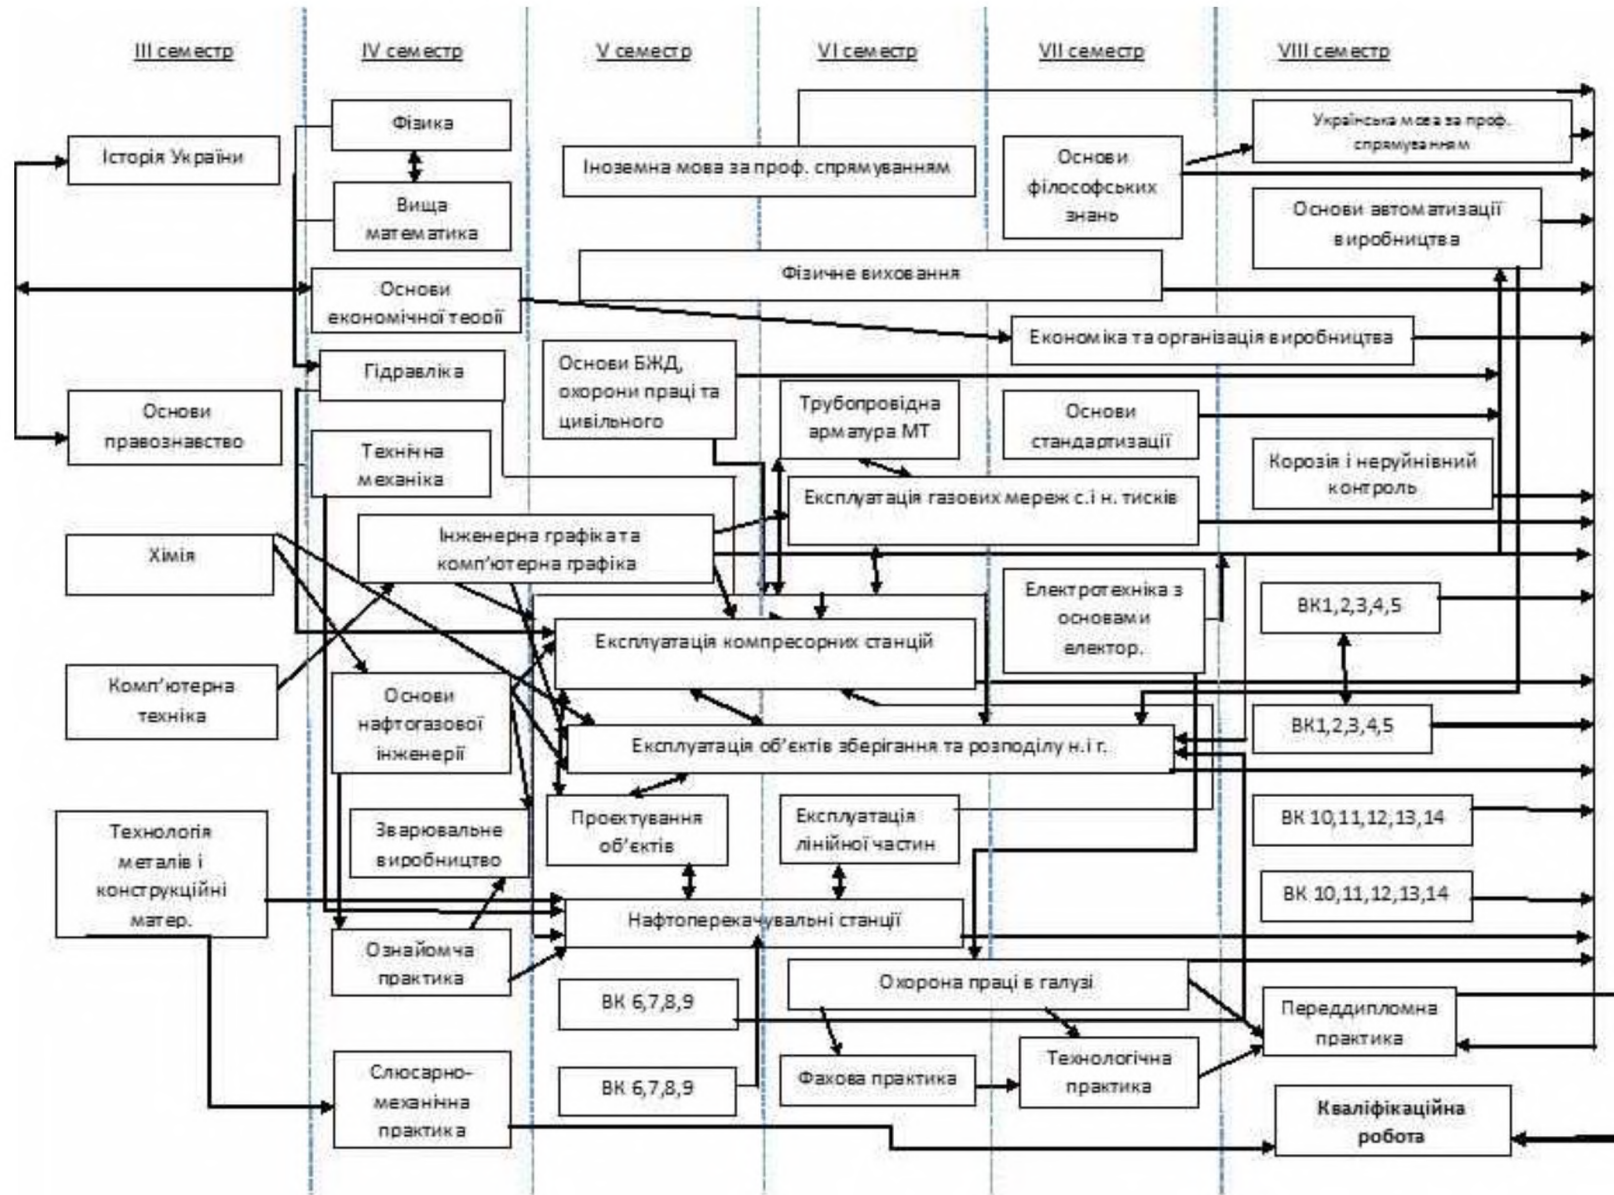 III семестр
IV семестр
V семестр
VI семестр
VII семестр
VIII семестр
Історія України
Основи
правознавство
Хімія
Комп'ютерна
техніка
Технологія
металів і
конструкційні
матер.
Фізика
Вища
математика
Основи
економічної теорії
Гідравліка
Технічна
механіка
Інженерна графіка та
комп'ютерна графіка
Основи
нафтогазової
інженерії
Зварювальне
виробництво
Ознайомча
практика
Слюсарно-
механічна
практика
Іноземна мова за проф. спрямуванням
Фізичне виховання
Основи БЖД,
охорони праці та
цивільного
Трубопровідна
арматура МТ
Експлуатація газових мереж с.і н. тисків
Експлуатація компресорних станцій
Експлуатація об'єктів зберігання та розподілу н.і г.
Проєктування
об'єктів
Експлуатація
лінійної частин
Нафтоперекачувальні станції
ВК 6,7,8,9
ВК 6,7,8,9
Охорона праці в галузі
Фахова практика
Технологічна
практика
Основи
філософських
знань
Економіка та організація виробництва
Основи
стандартизації
Електротехніка з
основами
електор.
Українська мова за проф.
спрямуванням
Основи автоматизації
виробництва
Корозія і неруйнівний
контроль
ВК1,2,3,4,5
ВК1,2,3,4,5
ВК 10,11,12,13,14
ВК 10,11,12,13,14
Переддипломна
практика
Кваліфікаційна
робота